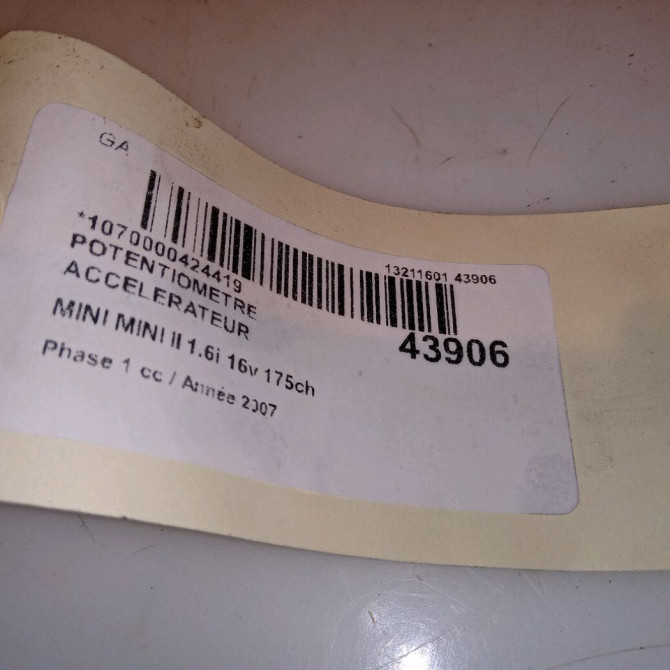 GA
*1070000424419
13211601 43906
POTENTIOMETRE
ACCELERATEUR
43906
MINI MINI II 1.6i 16v 175ch
Phase 1 cc / Année 2007